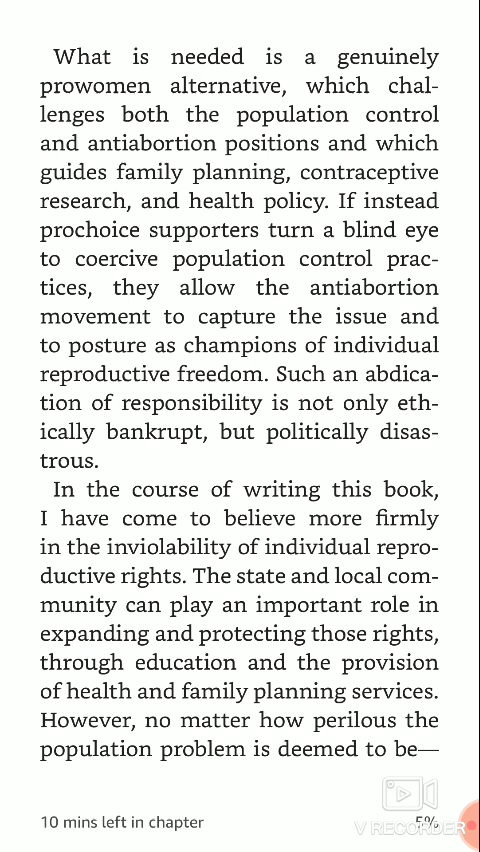 What is needed is a genuinely
prowomen alternative, which chal-
lenges both the population control
and antiabortion positions and which
guides family planning, contraceptive
research, and health policy. If instead
prochoice supporters turn a blind eye
to coercive population control prac-
tices, they allow the antiabortion
movement to capture the issue and
to posture as champions of individual
reproductive freedom. Such an abdica-
tion of responsibility is not only eth-
ically bankrupt, but politically disas-
trous.
In the course of writing this book,
I have come to believe more firmly
in the inviolability of individual repro-
ductive rights. The state and local com-
munity can play an important role in
expanding and protecting those rights,
through education and the provision
of health and family planning services.
However, no matter how perilous the
population problem is deemed to be—
10 mins left in chapter 5%
V RECORDER